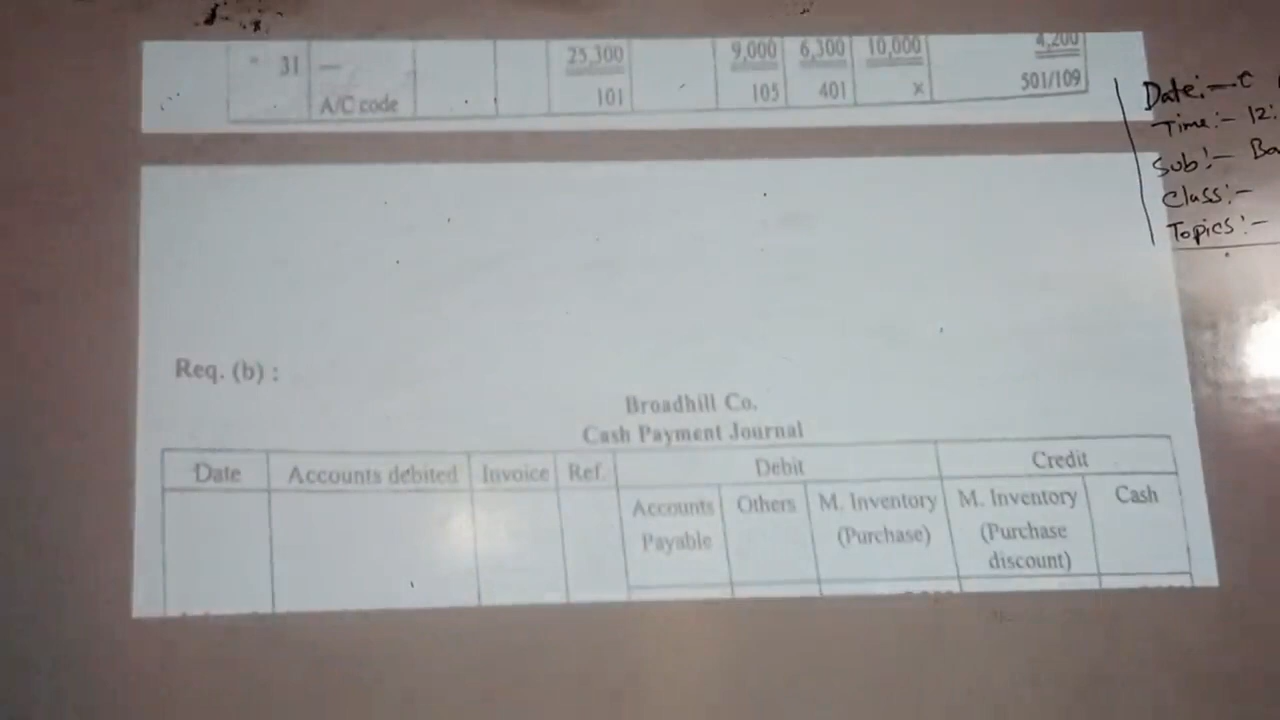 25,300 9,000 6,300 10,000 4,200
" 31 —
A/C code 101 105 401 × 501/109
Date:—
Time:- 12:
Sub:—
Class:-
Topics:-
Req. (b) :
Broadhill Co.
Cash Payment Journal
Date Accounts debited Invoice Ref. Debit Credit
Accounts Payable Others M. Inventory (Purchase) M. Inventory (Purchase discount) Cash